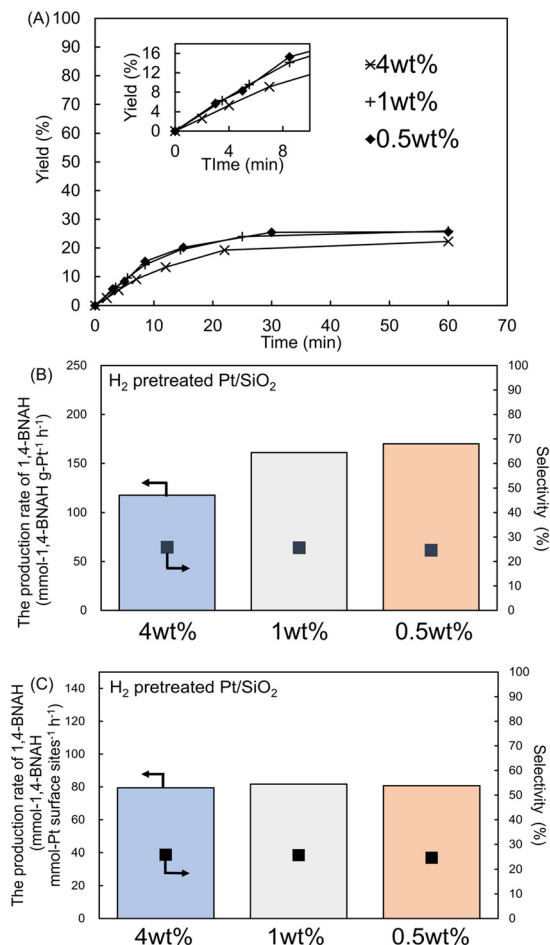 (A)
100
90
80
70
60
50
40
30
20
10
0
Yield (%)
16
12
8
4
0
Yield (%)
0 4 8
TIme (min)
4wt%
1wt%
0.5wt%
0 10 20 30 40 50 60 70
Time (min)
(B)
H₂ pretreated Pt/SiO₂
250
200
150
100
50
0
The production rate of 1,4-BNAH
(mmol-1,4-BNAH g-Pt⁻¹ h⁻¹)
100
90
80
70
60
50
40
30
20
10
0
Selectivity (%)
4wt% 1wt% 0.5wt%
(C)
H₂ pretreated Pt/SiO₂
140
120
100
80
60
40
20
0
The production rate of 1,4-BNAH
(mmol-1,4-BNAH
mmol-Pt surface sites⁻¹ h⁻¹)
100
90
80
70
60
50
40
30
20
10
0
Selectivity (%)
4wt% 1wt% 0.5wt%